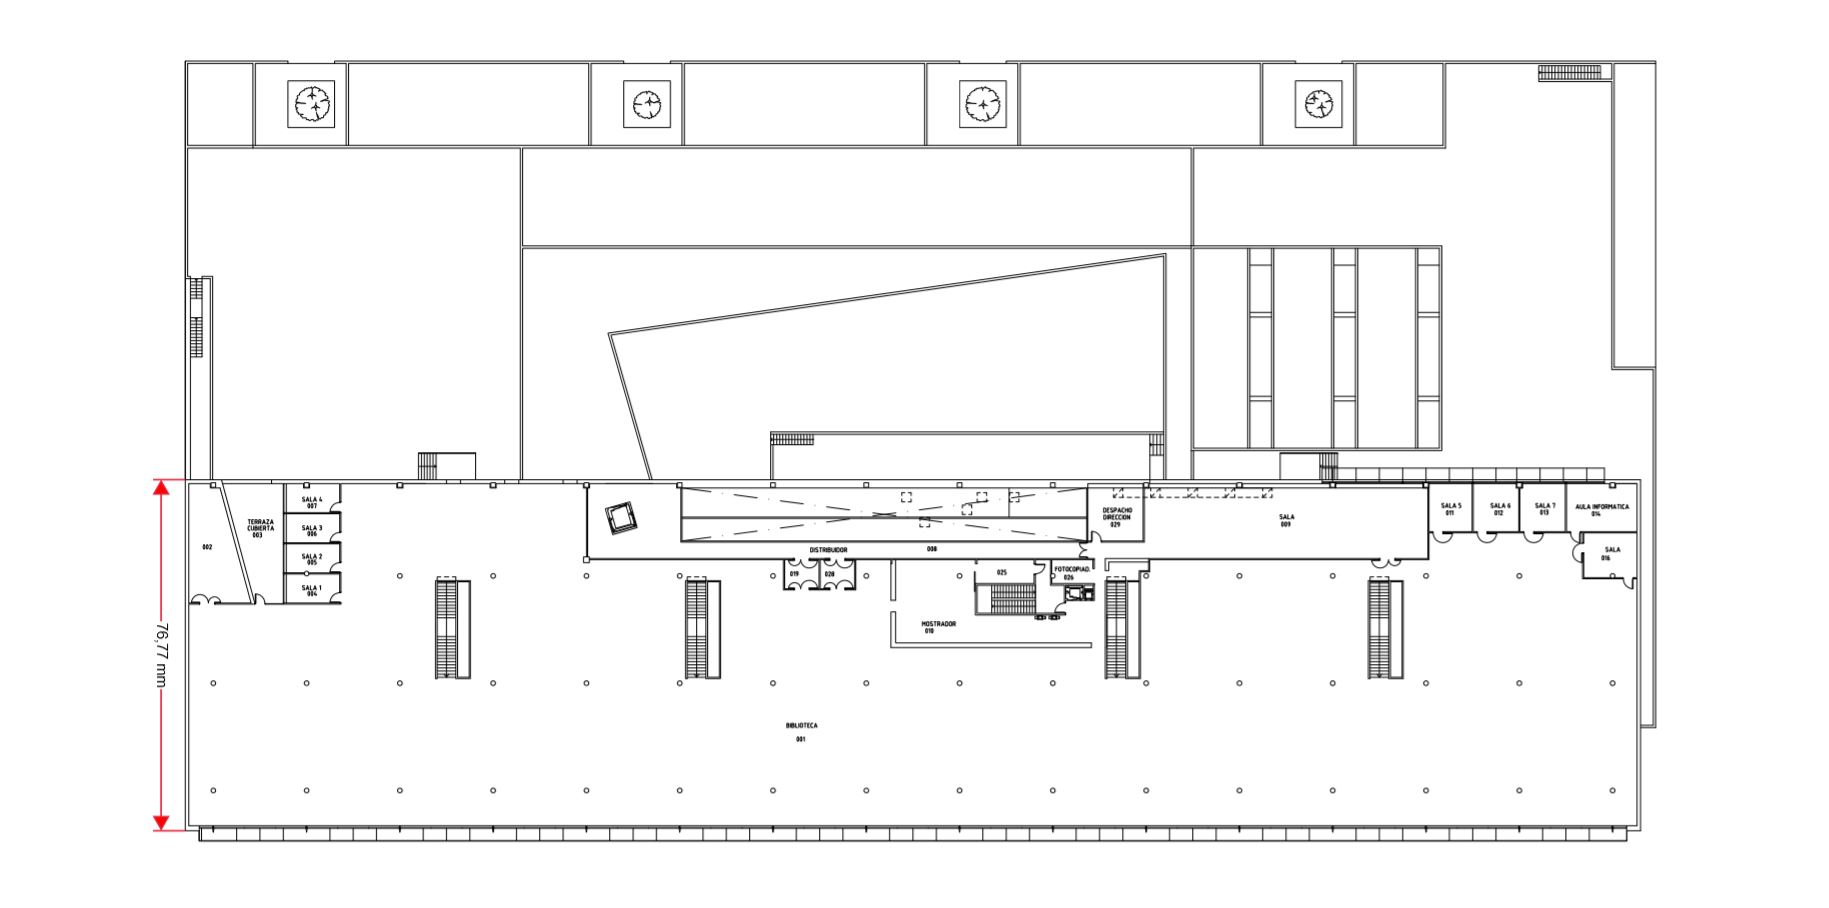 SALA 4
007
SALA 3
006
SALA 2
005
SALA 1
004
TERRAZA
CUBIERTA
003
002
DISTRIBUIDOR
008
019
028
025
FOTOCOPIAD.
026
MOSTRADOR
010
DESPACHO
DIRECCION
029
SALA
009
SALA 5
011
SALA 6
012
SALA 7
013
AULA INFORMATICA
014
SALA
016
76,77 mm
BIBLIOTECA
001